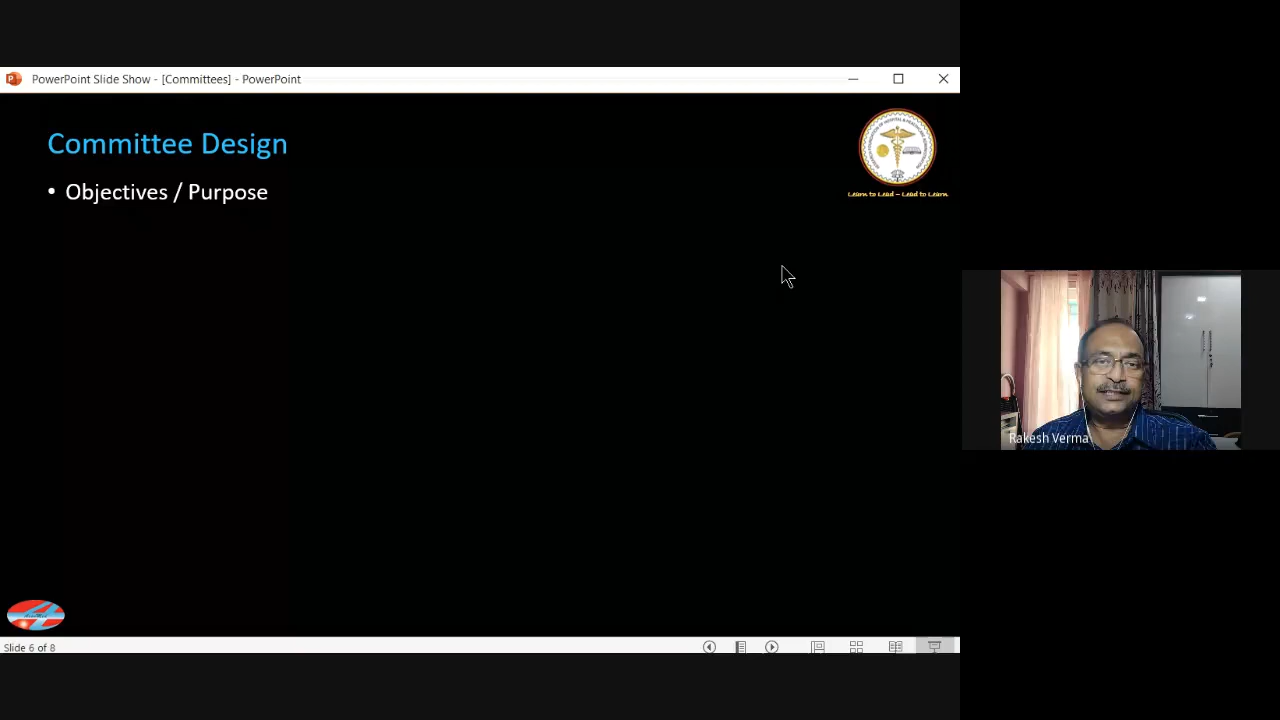 PowerPoint Slide Show - [Committees] - PowerPoint
Committee Design
• Objectives / Purpose
Learn to Lead – Lead to Learn
Rakesh Verma
Slide 6 of 8